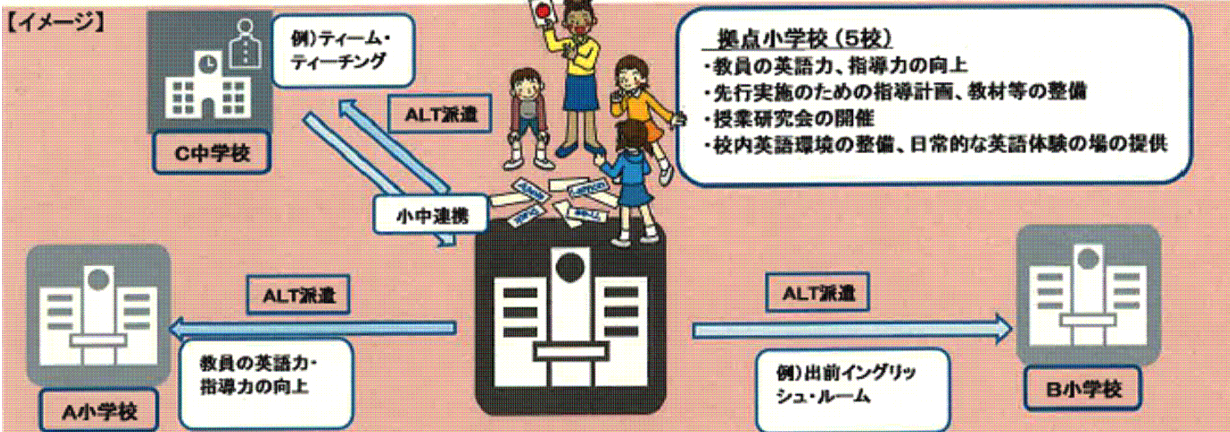 【イメージ】
例)ティーム・
ティーチング
拠点小学校(5校)
・教員の英語力、指導力の向上
・先行実施のための指導計画、教材等の整備
・授業研究会の開催
・校内英語環境の整備、日常的な英語体験の場の提供
ALT派遣
C中学校
小中連携
ALT派遣
ALT派遣
教員の英語力・
指導力の向上
例)出前イングリッ
シュ・ルーム
A小学校
B小学校